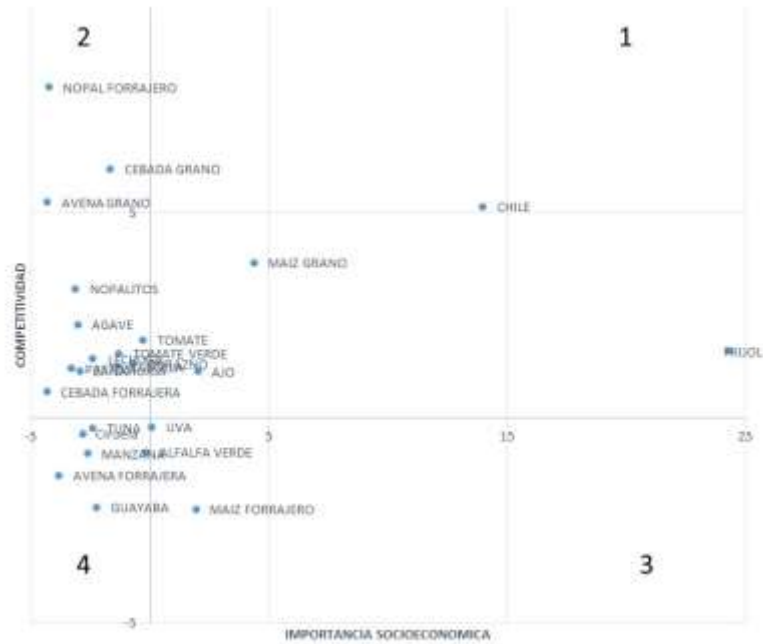 2
1
NOPAL FORRAJERO
CEBADA GRANO
AVENA GRANO
5
CHILE
MAIZ GRANO
COMPETITIVIDAD
NOPALITOS
AGAVE
TOMATE
TOMATE VERDE
AJO
CEBADA FORRAJERA
TUNA
UVA
-5
5
15
25
MANZANA
ALFALFA VERDE
AVENA FORRAJERA
GUAYABA
MAIZ FORRAJERO
4
3
-5
IMPORTANCIA SOCIOECONOMICA